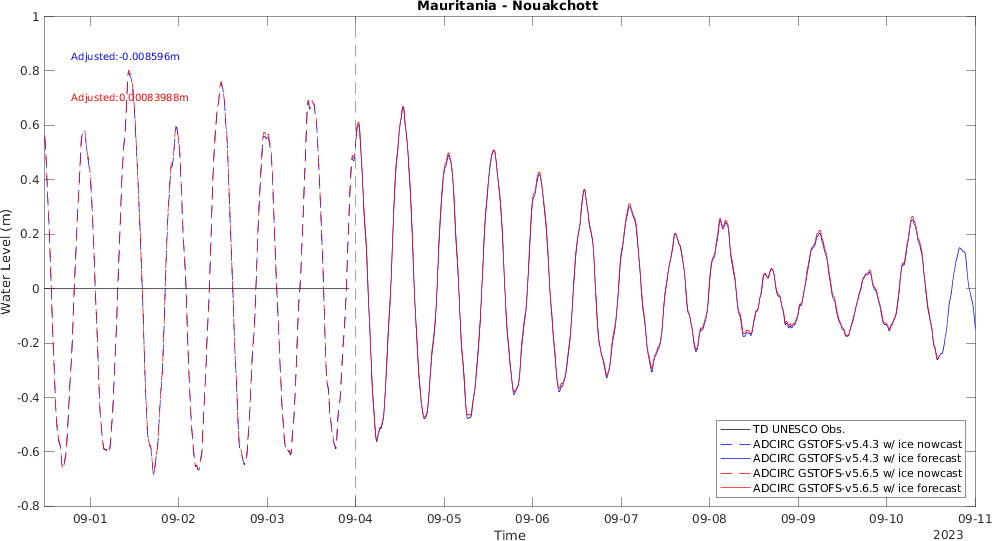 Mauritania - Nouakchott
1
0.8
0.6
0.4
0.2
0
-0.2
-0.4
-0.6
-0.8
Water Level (m)
Adjusted:-0.008596m
Adjusted:0.00083988m
TD UNESCO Obs.
ADCIRC GSTOFS-v5.4.3 w/ ice nowcast
ADCIRC GSTOFS-v5.4.3 w/ ice forecast
ADCIRC GSTOFS-v5.6.5 w/ ice nowcast
ADCIRC GSTOFS-v5.6.5 w/ ice forecast
09-01 09-02 09-03 09-04 09-05 09-06 09-07 09-08 09-09 09-10 09-11
Time
2023